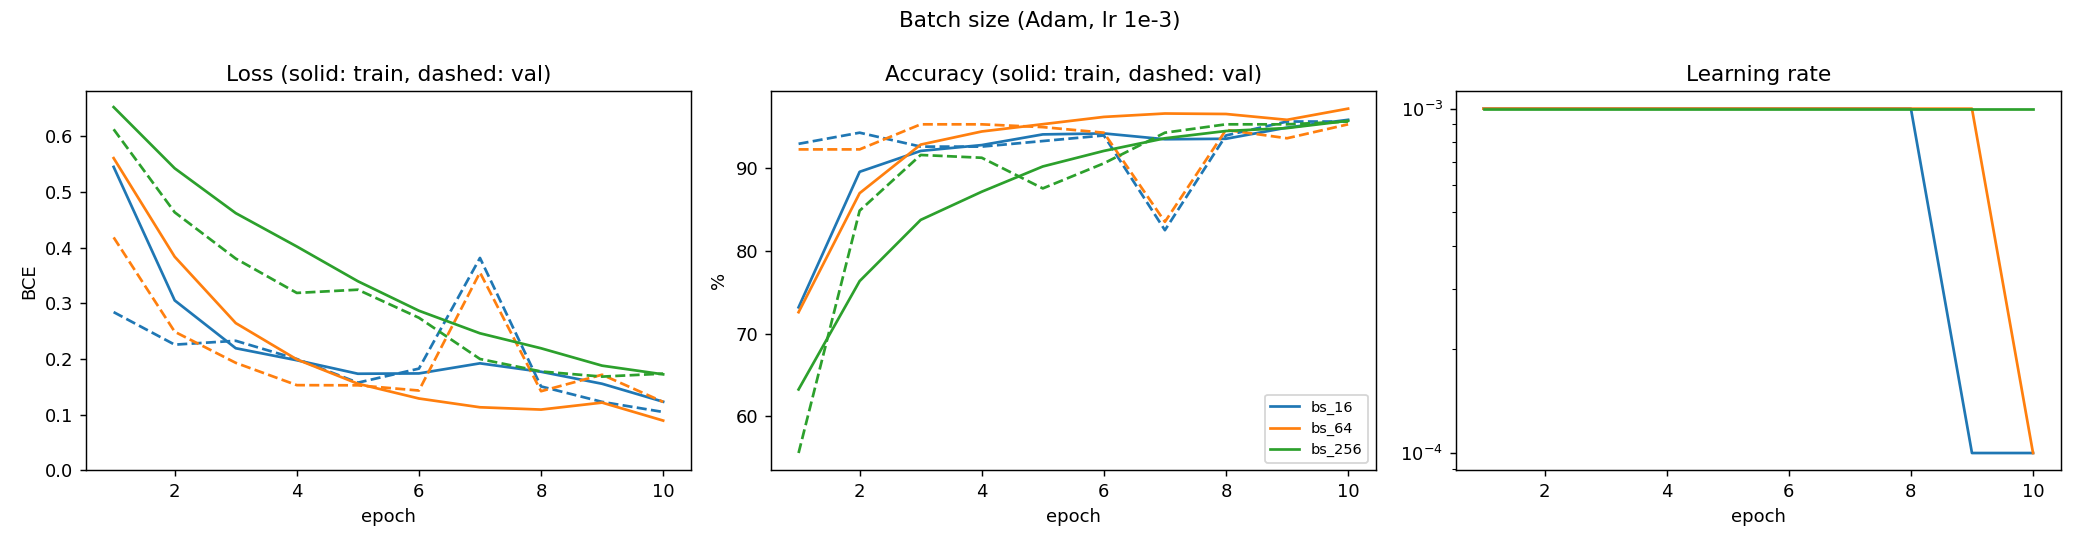 Batch size (Adam, lr 1e-3)
Loss (solid: train, dashed: val)
BCE
0.6
0.5
0.4
0.3
0.2
0.1
0.0
2 4 6 8 10
epoch
Accuracy (solid: train, dashed: val)
%
90
80
70
60
bs_16
bs_64
bs_256
2 4 6 8 10
epoch
Learning rate
10⁻³
10⁻⁴
2 4 6 8 10
epoch